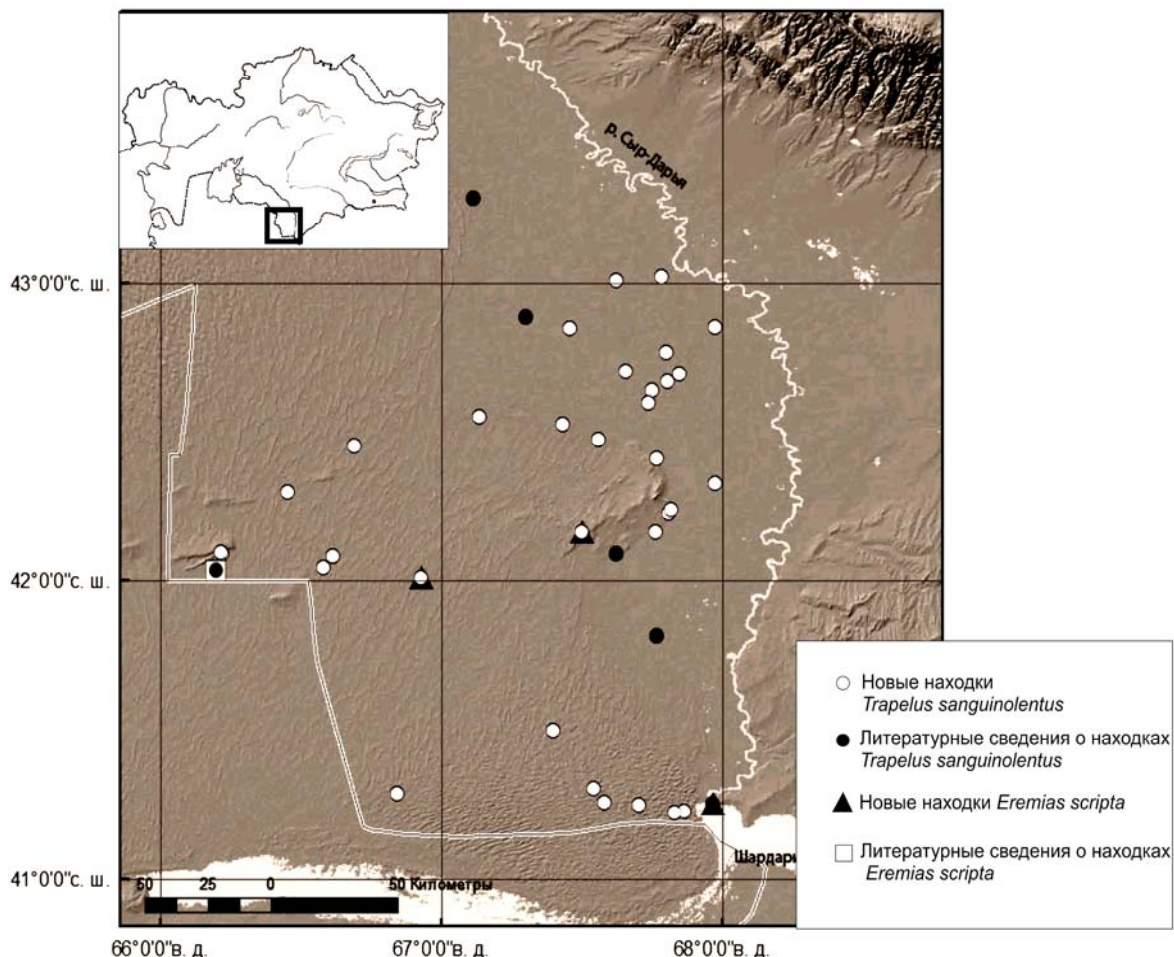 р. Сыр-Дарья
43°0'0"с. ш.
42°0'0"с. ш.
41°0'0"с. ш.
Шардари
50 25 0 50 Километры
66°0'0"в. д. 67°0'0"в. д. 68°0'0"в. д.
Новые находки
Trapelus sanguinolentus
Литературные сведения о находках
Trapelus sanguinolentus
Новые находки Eremias scripta
Литературные сведения о находках
Eremias scripta